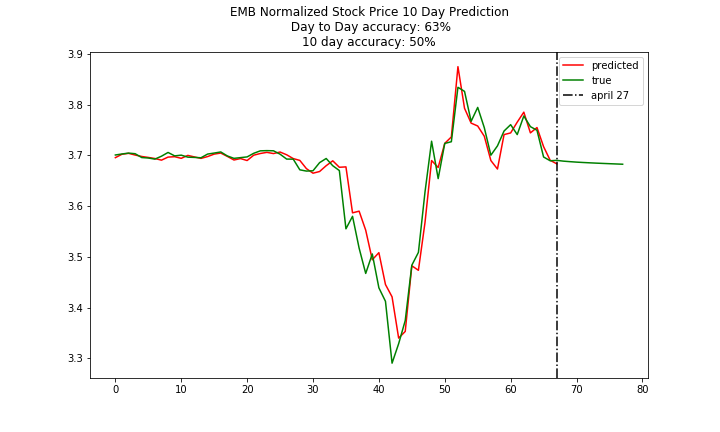 EMB Normalized Stock Price 10 Day Prediction
Day to Day accuracy: 63%
10 day accuracy: 50%
3.9
3.8
3.7
3.6
3.5
3.4
3.3
predicted
true
april 27
0 10 20 30 40 50 60 70 80